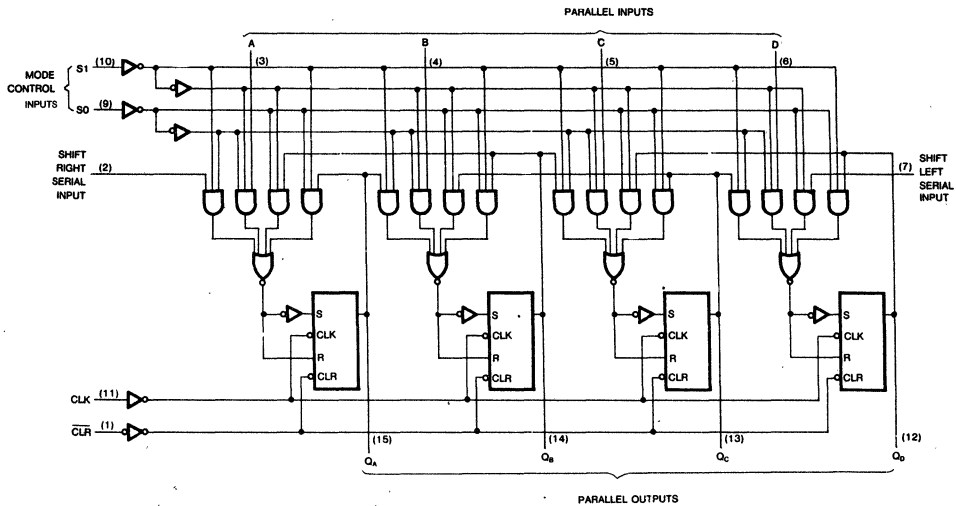 PARALLEL INPUTS
A B C D
S1 (10) (3) (4) (5) (6)
MODE
CONTROL
INPUTS
S0 (9)
SHIFT
RIGHT
SERIAL
INPUT
(2)
(7)
SHIFT
LEFT
SERIAL
INPUT
S S S S
CLK CLK CLK CLK
R R R R
CLR CLR CLR CLR
CLK (11)
CLR (1)
(15) (14) (13) (12)
QA QB QC QD
PARALLEL OUTPUTS